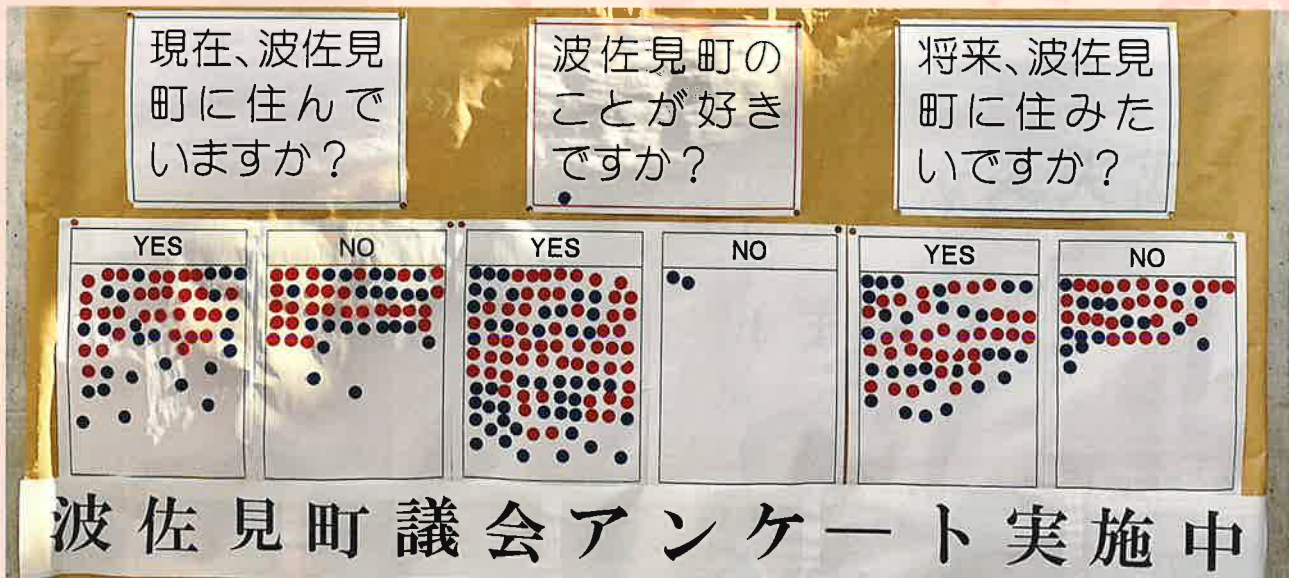 現在、波佐見
町に住んで
いますか？
波佐見町の
ことが好き
ですか？
将来、波佐見
町に住みた
いですか？
YES
NO
YES
NO
YES
NO
波佐見町議会アンケート実施中